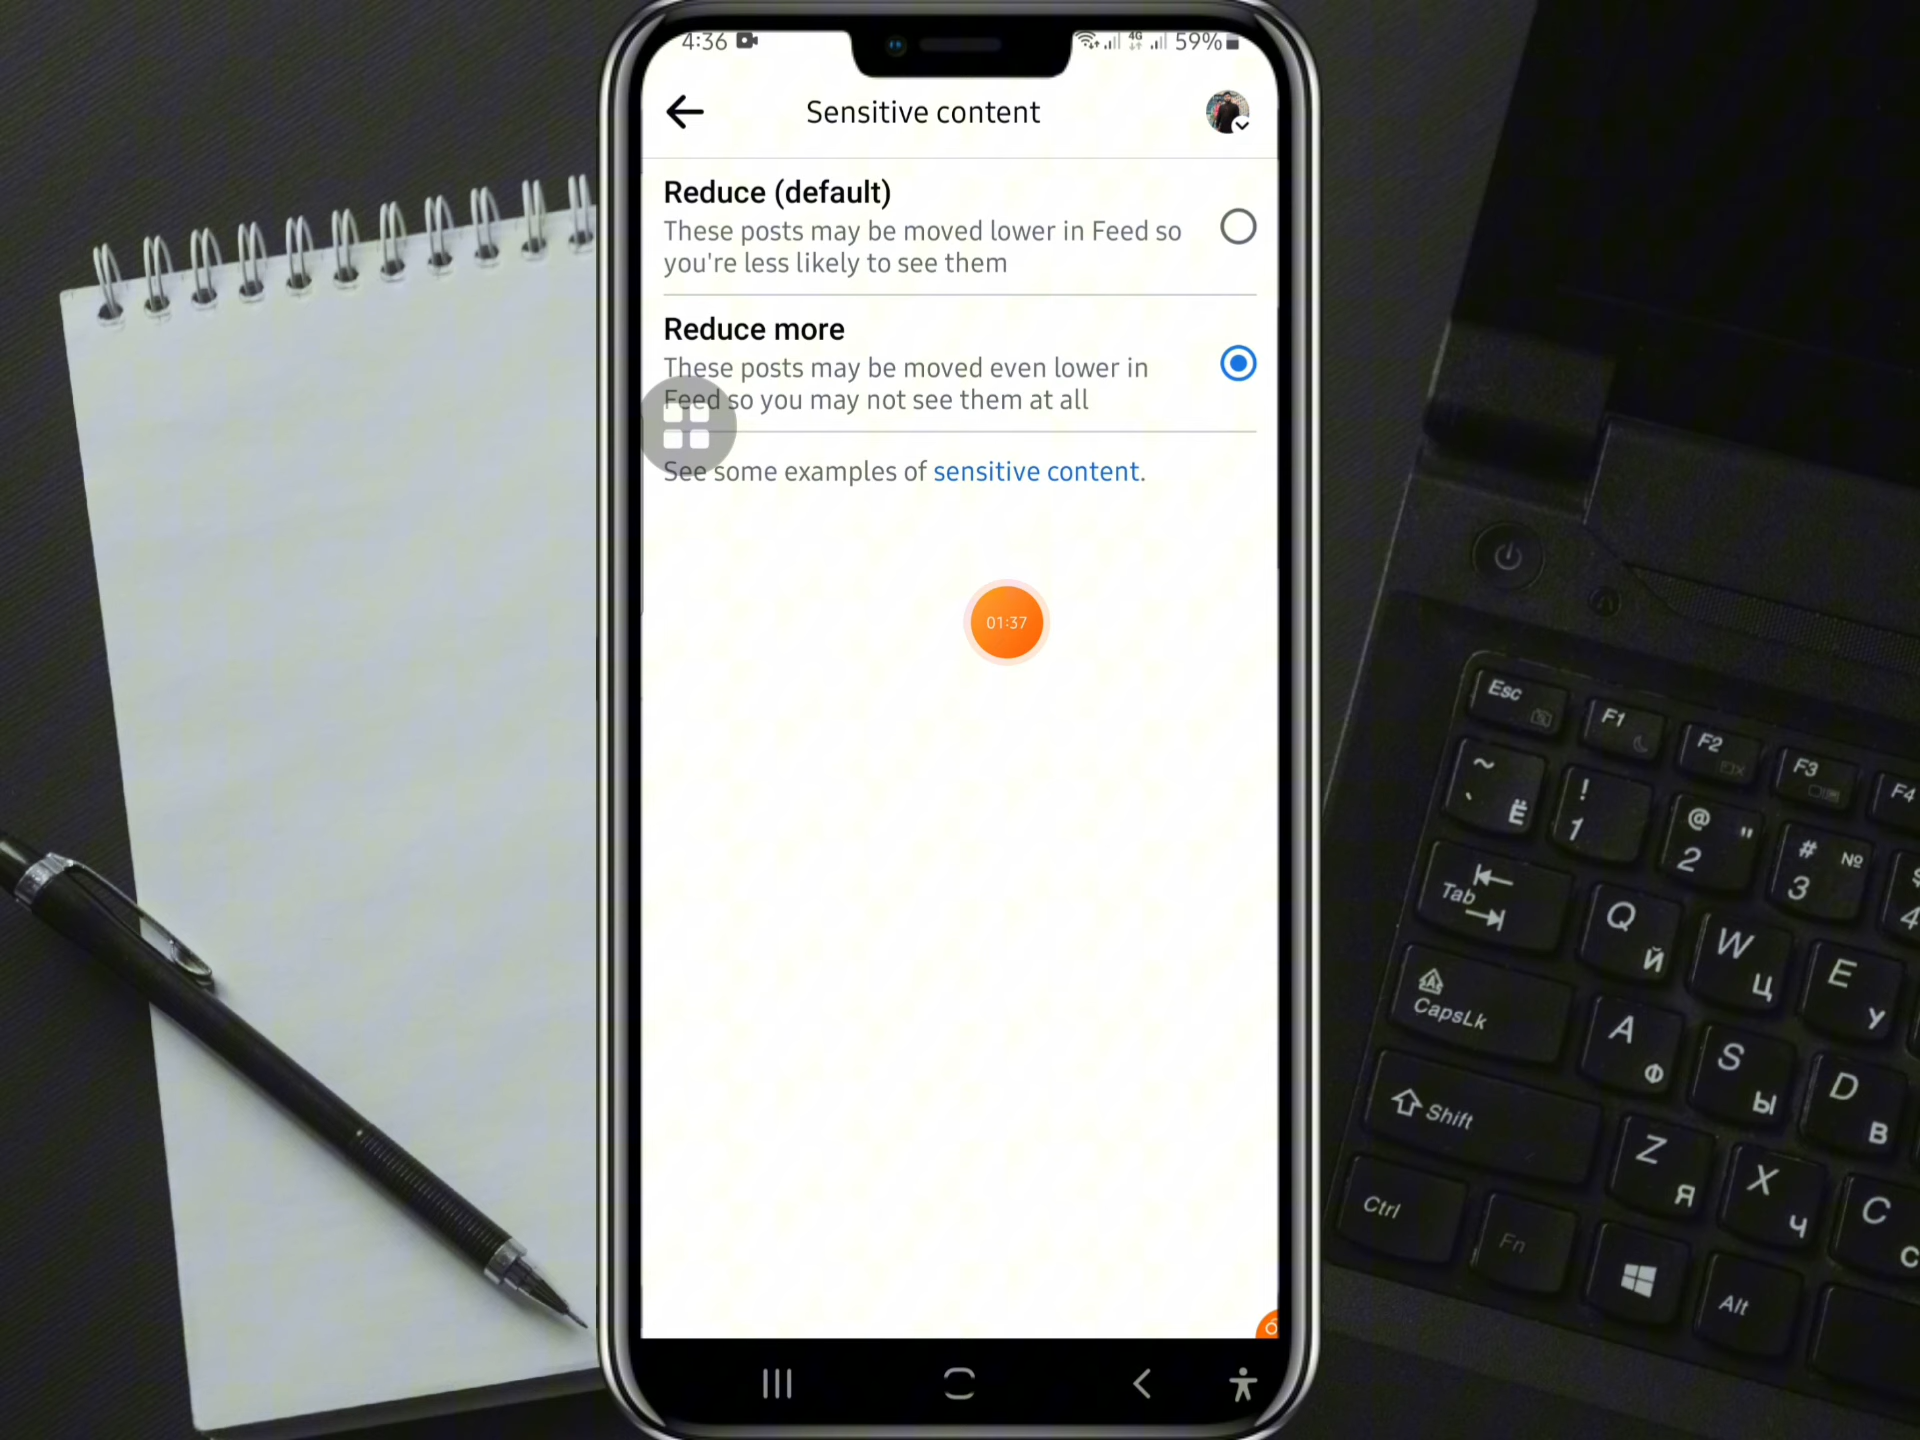 4:36
4G
59%
Sensitive content
Reduce (default)
These posts may be moved lower in Feed so
you're less likely to see them
Reduce more
These posts may be moved even lower in
Feed so you may not see them at all
See some examples of sensitive content.
01:37
Esc
F1
F2
F3
F4
~ ` Ё
! 1
@ " 2
# № 3
$ 4
Tab
Q Й
W Ц
E У
CapsLk
A Ф
S Ы
D В
Shift
Z Я
X Ч
C С
Ctrl
Fn
Alt